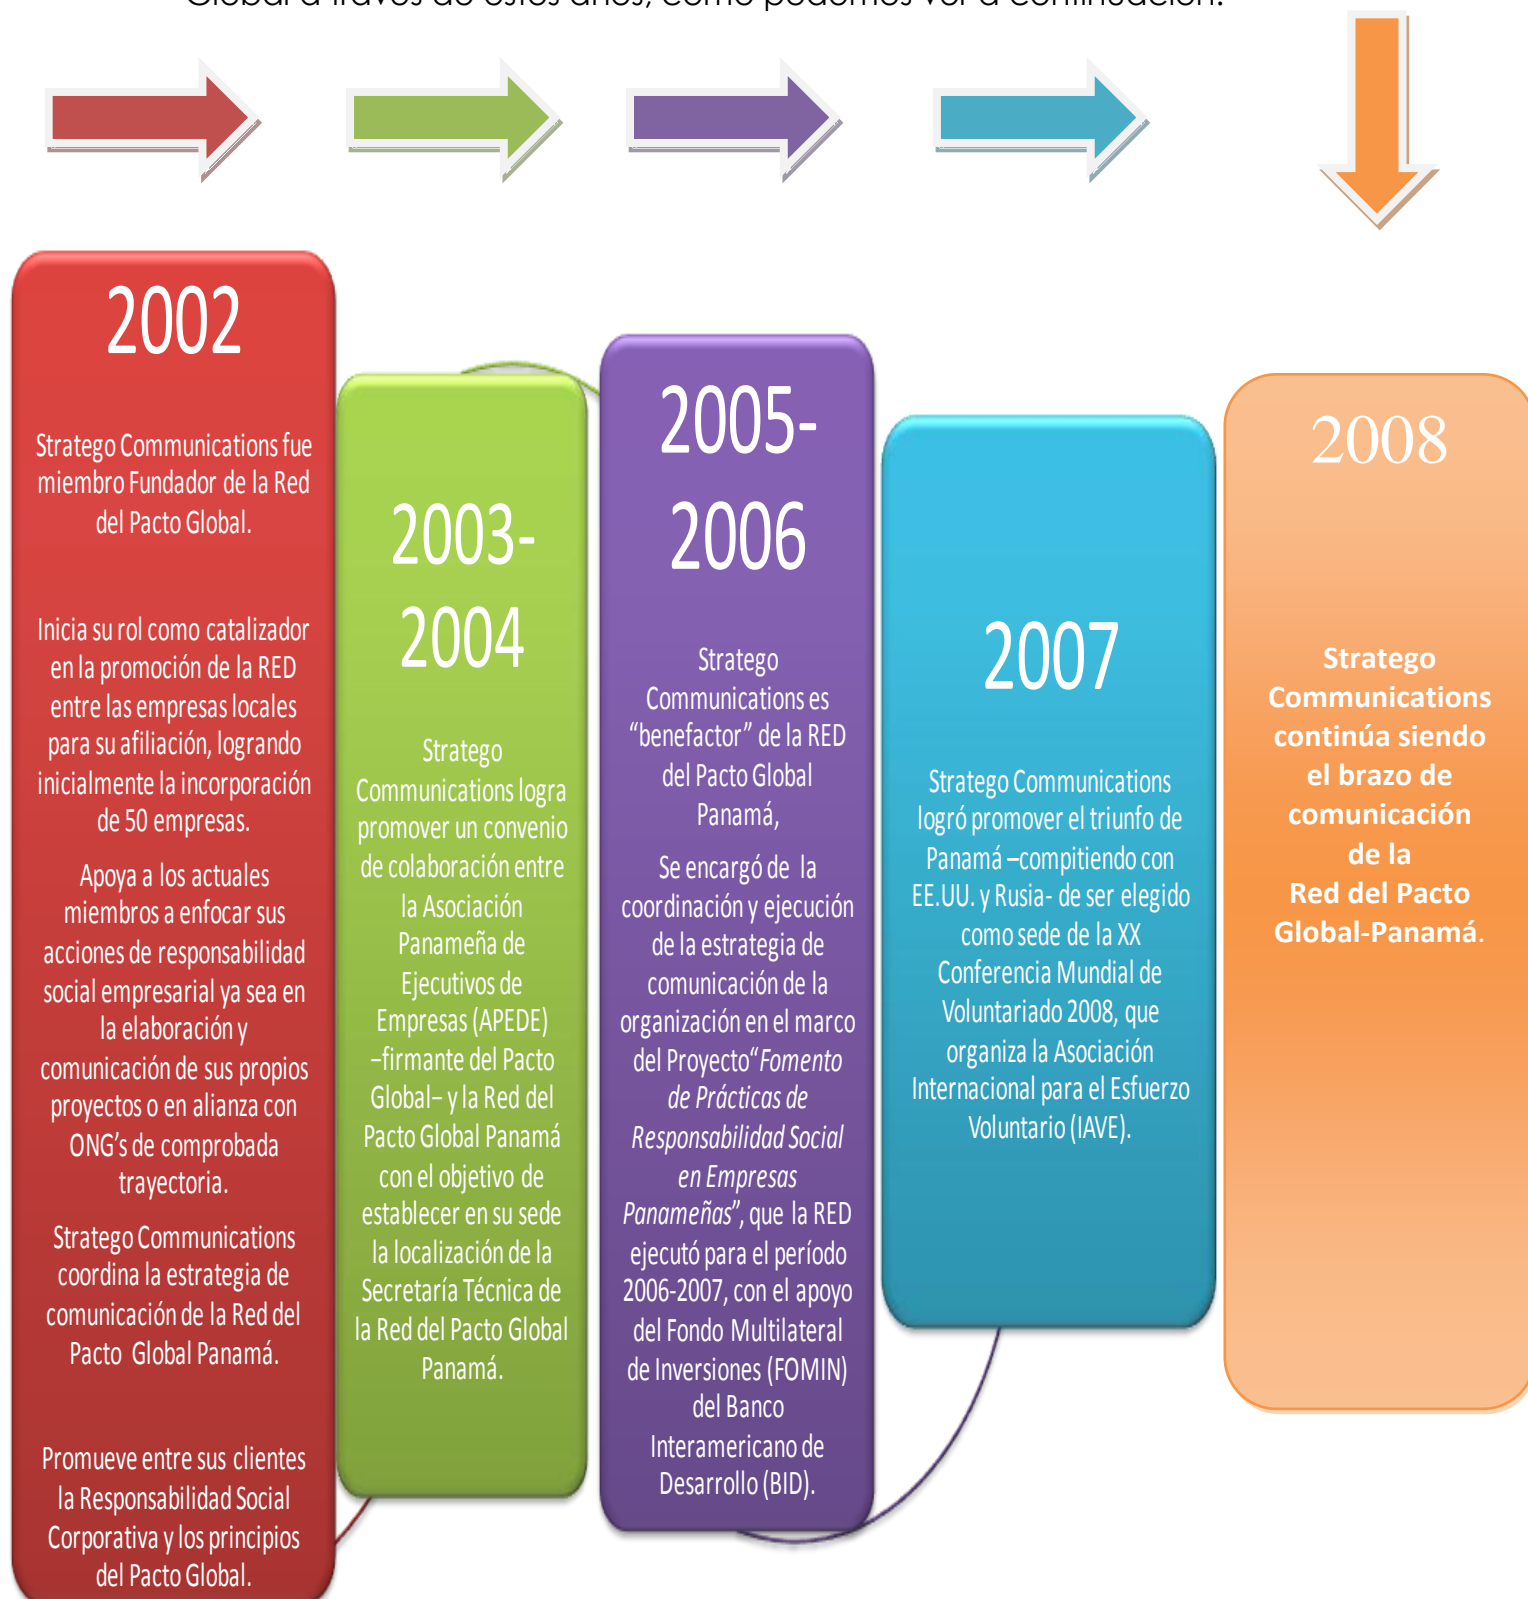 Global a través de estos años, como podemos ver a continuación:
2002
Stratego Communications fue
miembro Fundador de la Red
del Pacto Global.
Inicia su rol como catalizador
en la promoción de la RED
entre las empresas locales
para su afiliación, logrando
inicialmente la incorporación
de 50 empresas.
Apoya a los actuales
miembros a enfocar sus
acciones de responsabilidad
social empresarial ya sea en
la elaboración y
comunicación de sus propios
proyectos o en alianza con
ONG's de comprobada
trayectoria.
Stratego Communications
coordina la estrategia de
comunicación de la Red del
Pacto Global Panamá.
Promueve entre sus clientes
la Responsabilidad Social
Corporativa y los principios
del Pacto Global.
2003-
2004
Stratego
Communications logra
promover un convenio
de colaboración entre
la Asociación
Panameña de
Ejecutivos de
Empresas (APEDE)
–firmante del Pacto
Global– y la Red del
Pacto Global Panamá
con el objetivo de
establecer en su sede
la localización de la
Secretaría Técnica de
la Red del Pacto Global
Panamá.
2005-
2006
Stratego
Communications es
“benefactor” de la RED
del Pacto Global
Panamá,
Se encargó de la
coordinación y ejecución
de la estrategia de
comunicación de la
organización en el marco
del Proyecto“Fomento
de Prácticas de
Responsabilidad Social
en Empresas
Panameñas”, que la RED
ejecutó para el período
2006-2007, con el apoyo
del Fondo Multilateral
de Inversiones (FOMIN)
del Banco
Interamericano de
Desarrollo (BID).
2007
Stratego Communications
logró promover el triunfo de
Panamá –compitiendo con
EE.UU. y Rusia- de ser elegido
como sede de la XX
Conferencia Mundial de
Voluntariado 2008, que
organiza la Asociación
Internacional para el Esfuerzo
Voluntario (IAVE).
2008
Stratego
Communications
continúa siendo
el brazo de
comunicación
de la
Red del Pacto
Global-Panamá.